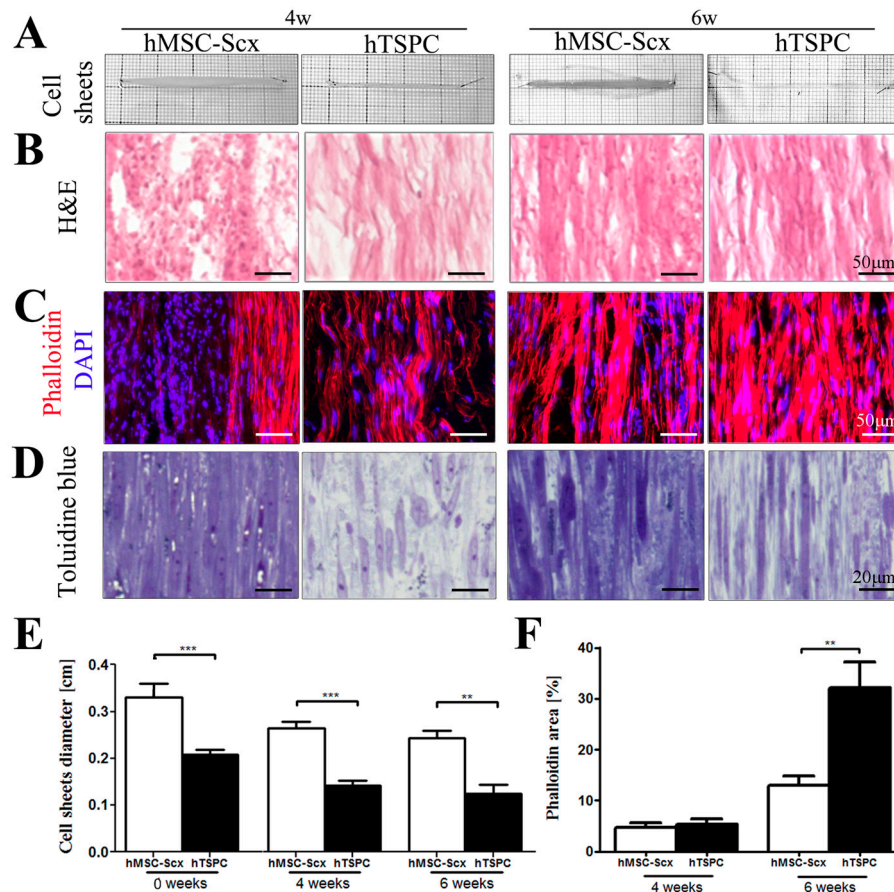 A
4w
6w
hMSC-Scx
hTSPC
hMSC-Scx
hTSPC
Cell
sheets
B
H&E
50μm
C
Phalloidin
DAPI
50μm
D
Toluidine blue
20μm
E
F
Cell sheets diameter [cm]
0.4
0.3
0.2
0.1
0.0
***
***
**
hMSC-Scx hTSPC
hMSC-Scx hTSPC
hMSC-Scx hTSPC
0 weeks
4 weeks
6 weeks
Phalloidin area [%]
40
30
20
10
0
**
hMSC-Scx hTSPC
hMSC-Scx hTSPC
4 weeks
6 weeks